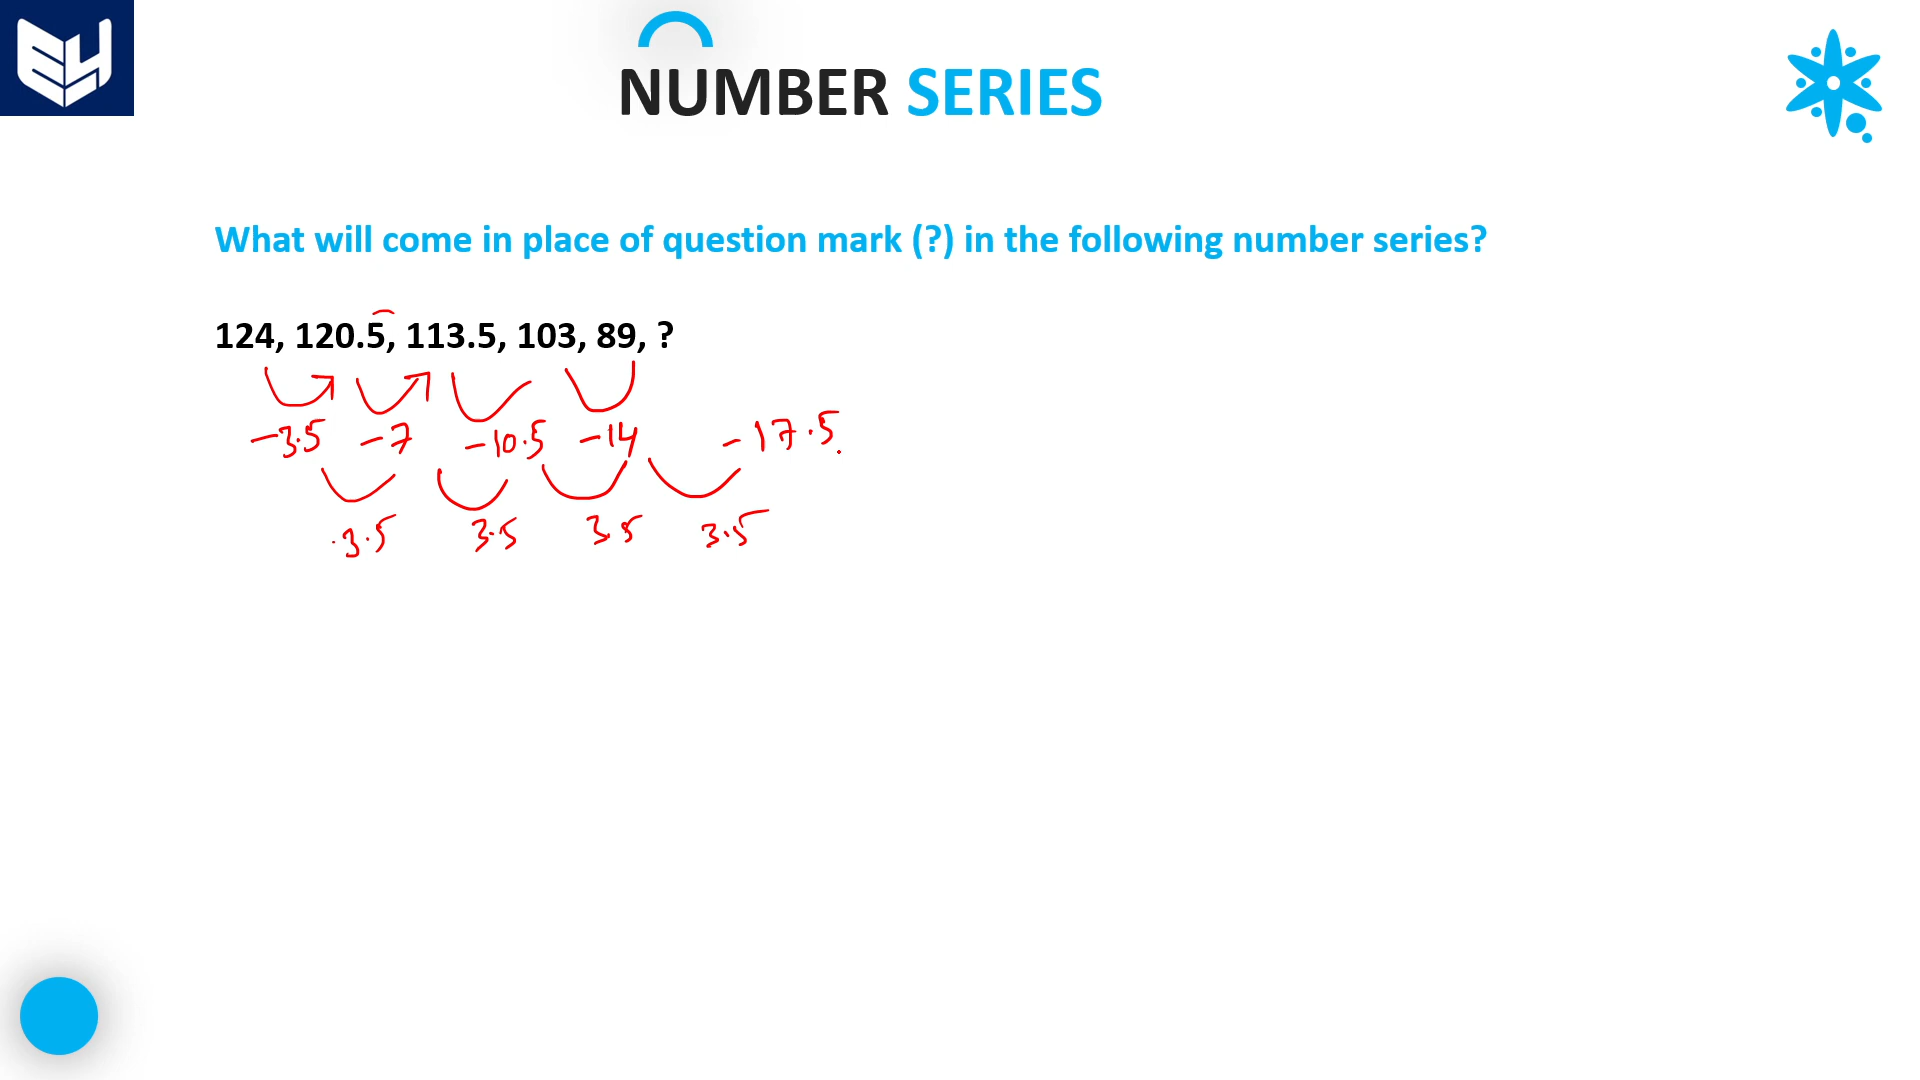 NUMBER SERIES
What will come in place of question mark (?) in the following number series?
124, 120.5, 113.5, 103, 89, ?
-3.5 -7 -10.5 -14 -17.5
3.5 3.5 3.5 3.5